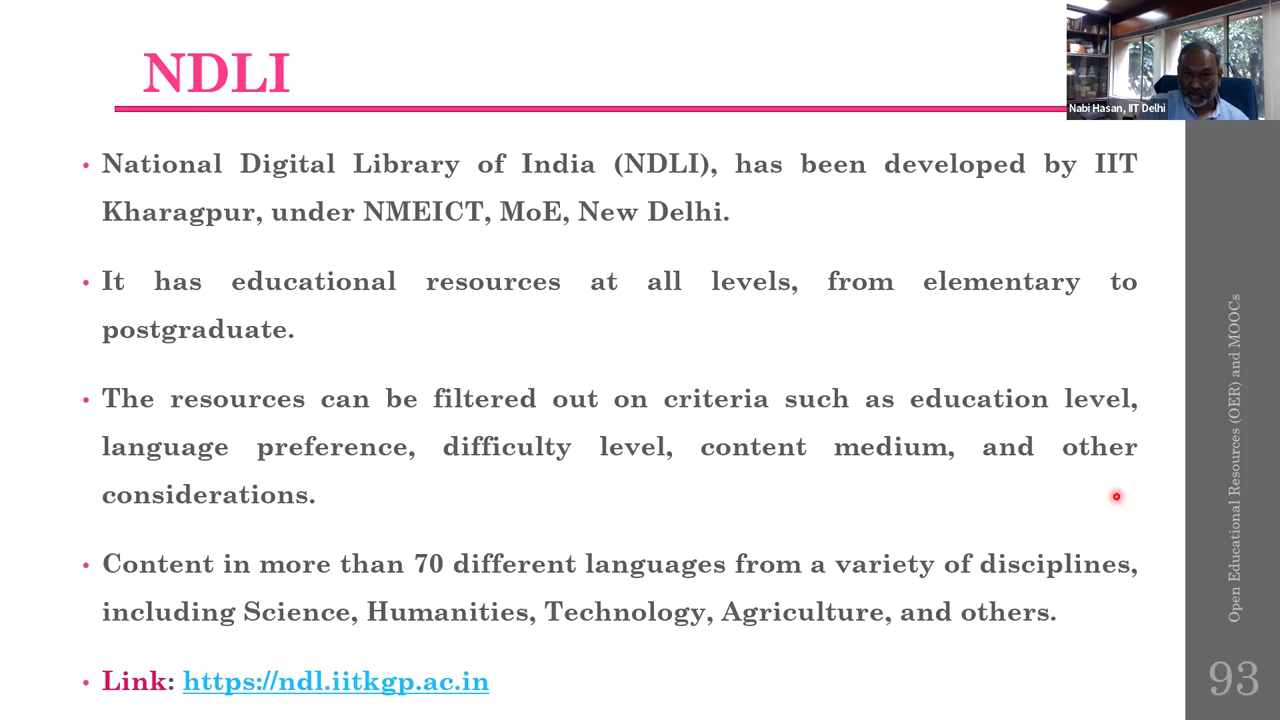 NDLI
Nabi Hasan, IIT Delhi
• National Digital Library of India (NDLI), has been developed by IIT
Kharagpur, under NMEICT, MoE, New Delhi.
• It has educational resources at all levels, from elementary to
postgraduate.
• The resources can be filtered out on criteria such as education level,
language preference, difficulty level, content medium, and other
considerations.
• Content in more than 70 different languages from a variety of disciplines,
including Science, Humanities, Technology, Agriculture, and others.
• Link: https://ndl.iitkgp.ac.in
Open Educational Resources (OER) and MOOCs
93